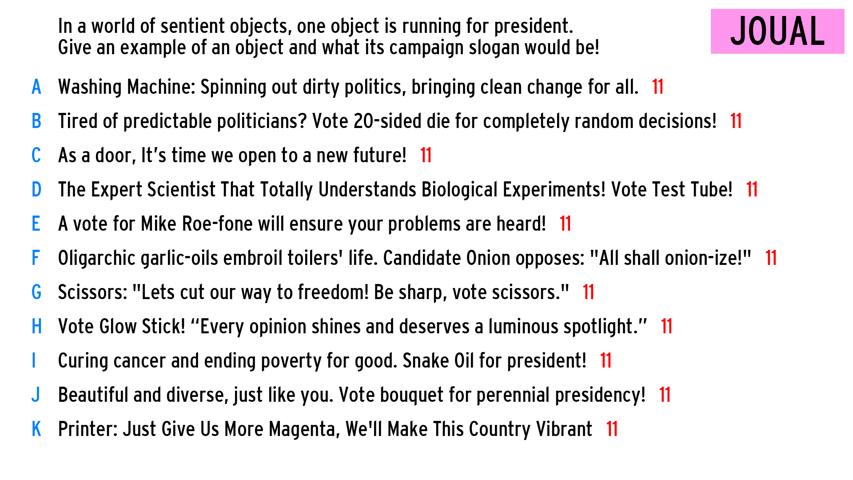 In a world of sentient objects, one object is running for president.
Give an example of an object and what its campaign slogan would be!
JOUAL
A Washing Machine: Spinning out dirty politics, bringing clean change for all. 11
B Tired of predictable politicians? Vote 20-sided die for completely random decisions! 11
C As a door, It's time we open to a new future! 11
D The Expert Scientist That Totally Understands Biological Experiments! Vote Test Tube! 11
E A vote for Mike Roe-fone will ensure your problems are heard! 11
F Oligarchic garlic-oils embroil toilers' life. Candidate Onion opposes: "All shall onion-ize!" 11
G Scissors: "Lets cut our way to freedom! Be sharp, vote scissors." 11
H Vote Glow Stick! “Every opinion shines and deserves a luminous spotlight.” 11
I Curing cancer and ending poverty for good. Snake Oil for president! 11
J Beautiful and diverse, just like you. Vote bouquet for perennial presidency! 11
K Printer: Just Give Us More Magenta, We'll Make This Country Vibrant 11